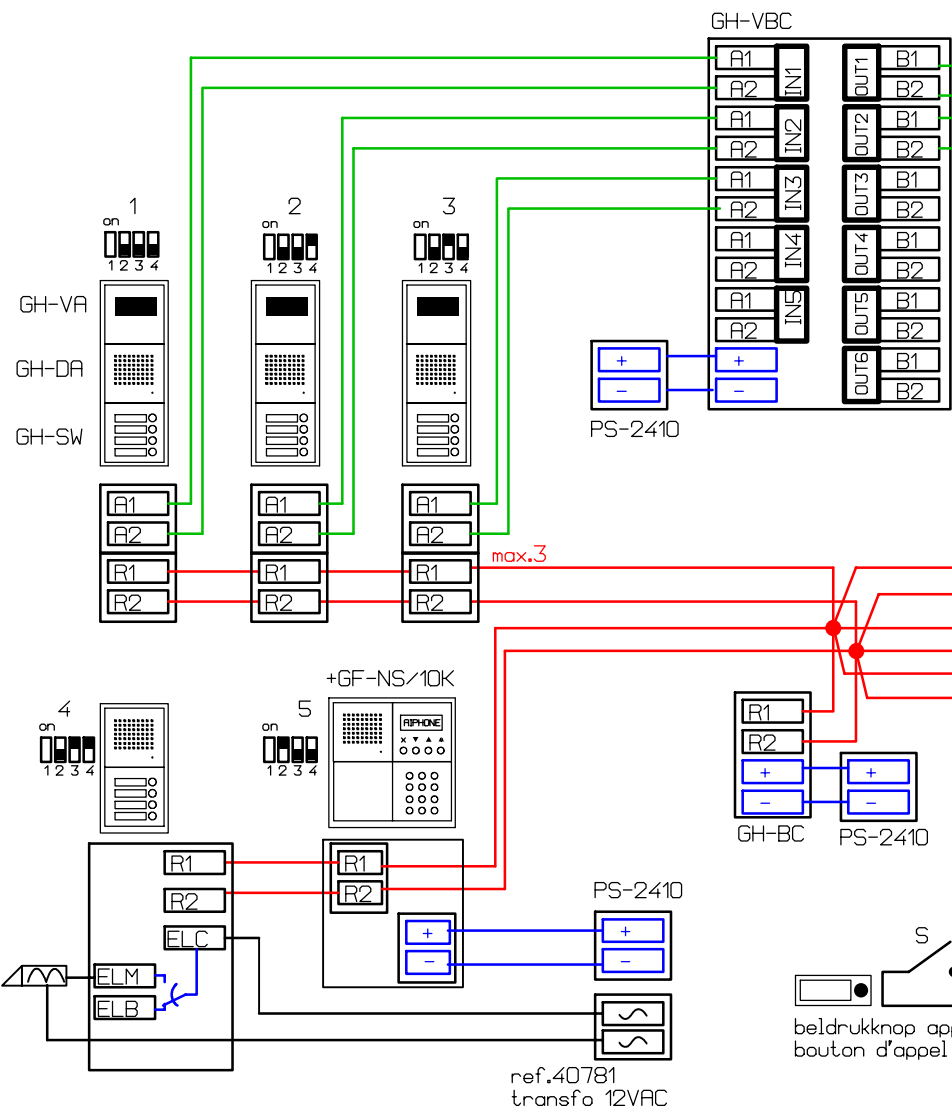 GH-VBC
A1 IN1 OUT1 B1
A2 B2
A1 IN2 OUT2 B1
A2 B2
A1 IN3 OUT3 B1
A2 B2
A1 IN4 OUT4 B1
A2 B2
A1 IN5 OUT5 B1
A2 B2
+ + OUT6 B1
− − B2
PS-2410
1
on
1 2 3 4
2
on
1 2 3 4
3
on
1 2 3 4
GH-VA
GH-DA
GH-SW
A1 A1 A1
A2 A2 A2
max.3
R1 R1 R1
R2 R2 R2
+GF-NS/10K
4
on
1 2 3 4
5
on
1 2 3 4
AIPHONE
R1
R2
+ +
− −
GH-BC
PS-2410
R1 R1
R2 R2
ELC
ELM
ELB
PS-2410
+ +
− −
ref.40781
transfo 12VAC
S
beldrukknop app
bouton d'appel